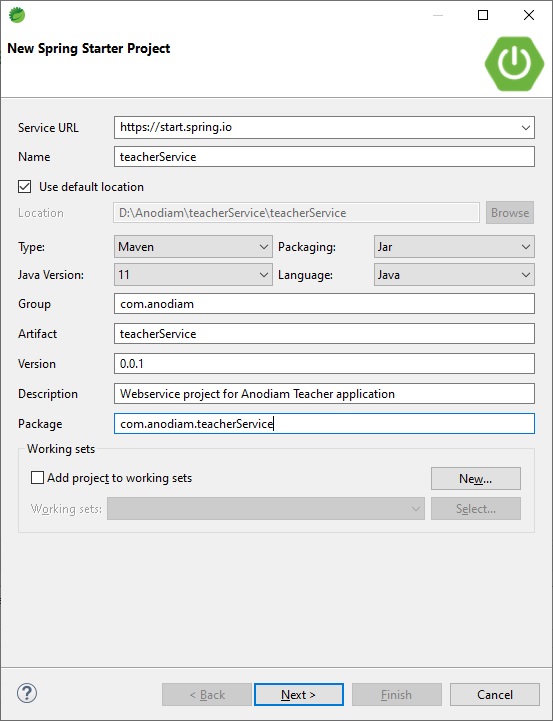 New Spring Starter Project
Service URL https://start.spring.io
Name teacherService
Use default location
Location D:\Anodiam\teacherService\teacherService Browse
Type: Maven Packaging: Jar
Java Version: 11 Language: Java
Group com.anodiam
Artifact teacherService
Version 0.0.1
Description Webservice project for Anodiam Teacher application
Package com.anodiam.teacherService
Working sets
Add project to working sets New...
Working sets: Select...
? < Back Next > Finish Cancel